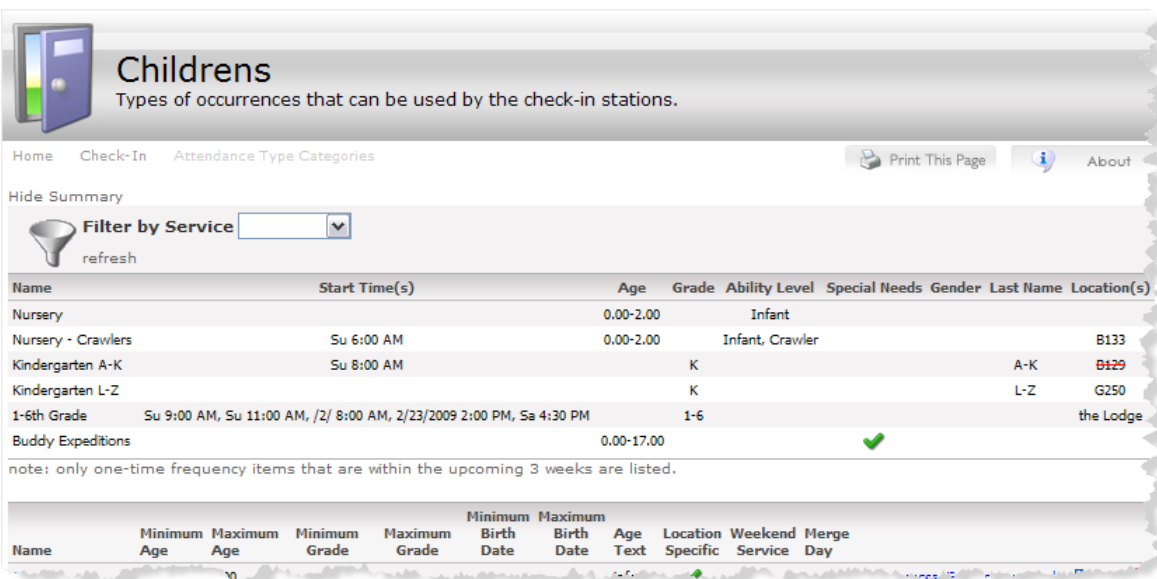 Childrens
Types of occurrences that can be used by the check-in stations.
Home Check-In Attendance Type Categories Print This Page About
Hide Summary
Filter by Service
refresh
Name Start Time(s) Age Grade Ability Level Special Needs Gender Last Name Location(s)
Nursery 0.00-2.00 Infant
Nursery - Crawlers Su 6:00 AM 0.00-2.00 Infant, Crawler B133
Kindergarten A-K Su 8:00 AM K A-K B129
Kindergarten L-Z K L-Z G250
1-6th Grade Su 9:00 AM, Su 11:00 AM, /2/ 8:00 AM, 2/23/2009 2:00 PM, Sa 4:30 PM 1-6 the Lodge
Buddy Expeditions 0.00-17.00
note: only one-time frequency items that are within the upcoming 3 weeks are listed.
Minimum Maximum
Minimum Maximum Minimum Maximum Birth Birth Age Location Weekend Merge
Name Age Age Grade Grade Date Date Text Specific Service Day